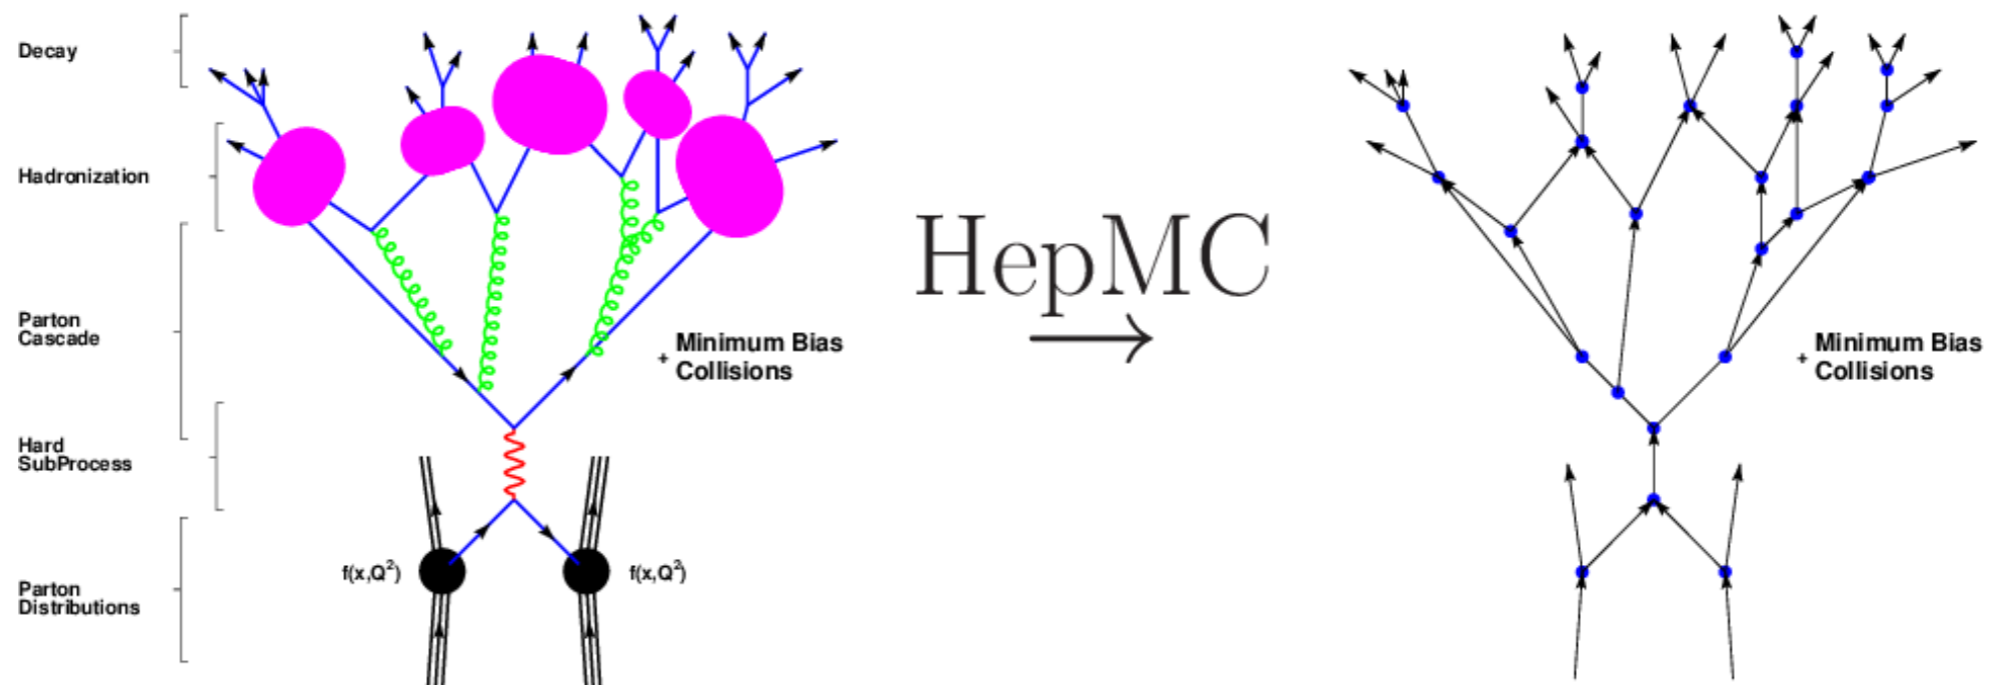 Decay
Hadronization
Parton
Cascade
Hard
SubProcess
Parton
Distributions
+ Minimum Bias
Collisions
f(x,Q²)
f(x,Q²)
HepMC
+ Minimum Bias
Collisions